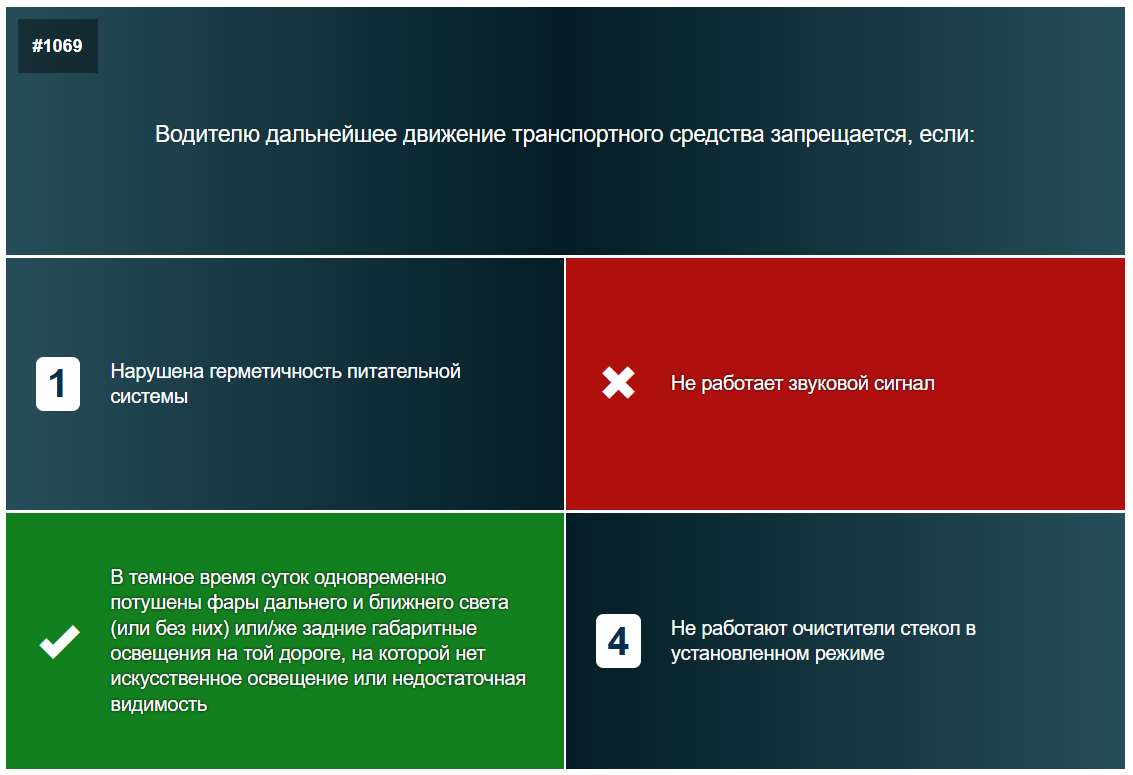 #1069
Водителю дальнейшее движение транспортного средства запрещается, если:
1
Нарушена герметичность питательной
системы
Не работает звуковой сигнал
В темное время суток одновременно
потушены фары дальнего и ближнего света
(или без них) или/же задние габаритные
освещения на той дороге, на которой нет
искусственное освещение или недостаточная
видимость
4
Не работают очистители стекол в
установленном режиме